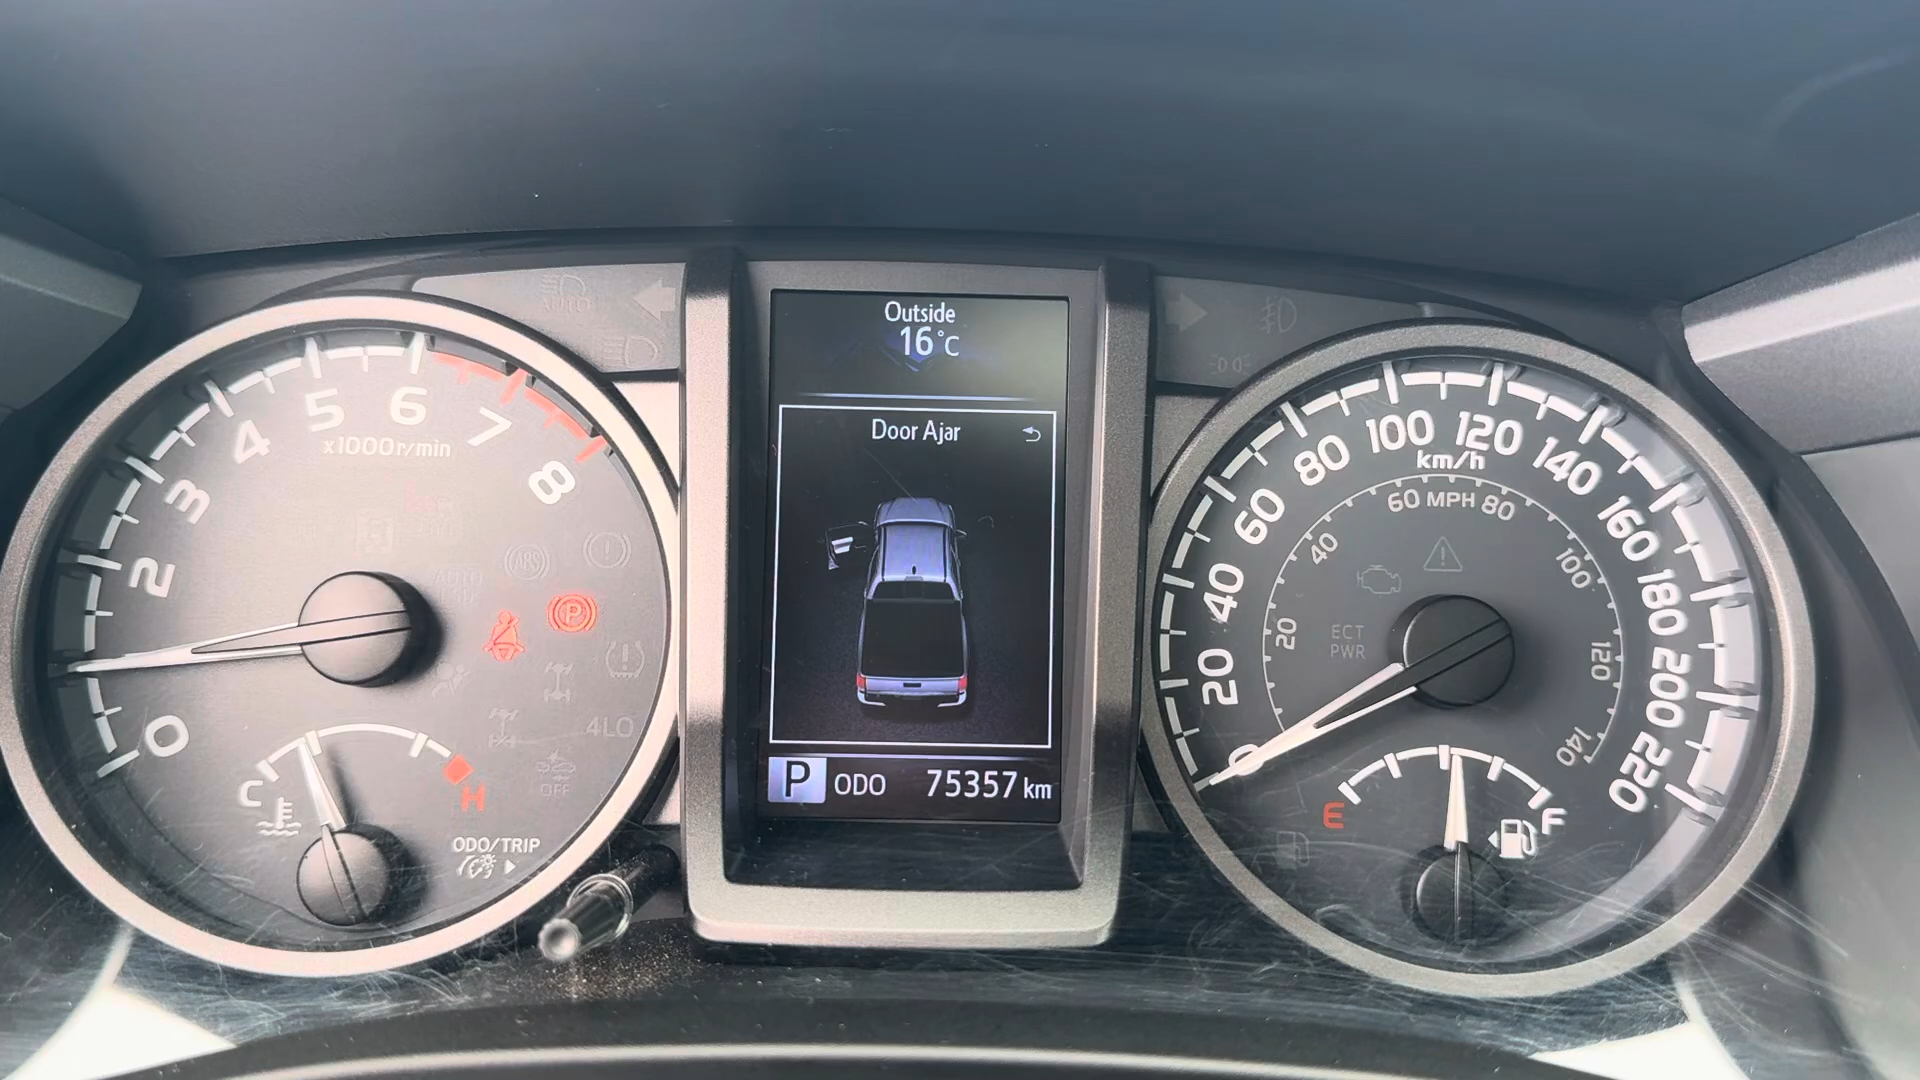 AUTO
Outside
16°C
Door Ajar
P ODO 75357 km
0
2
3
4
5
6
7
8
x1000r/min
ABS
AUTO
P
4LO
OFF
C
H
ODO/TRIP
0
20
40
60
80
100
120
140
160
180
200
220
km/h
20
40
60 MPH 80
100
120
140
ECT
PWR
E
F